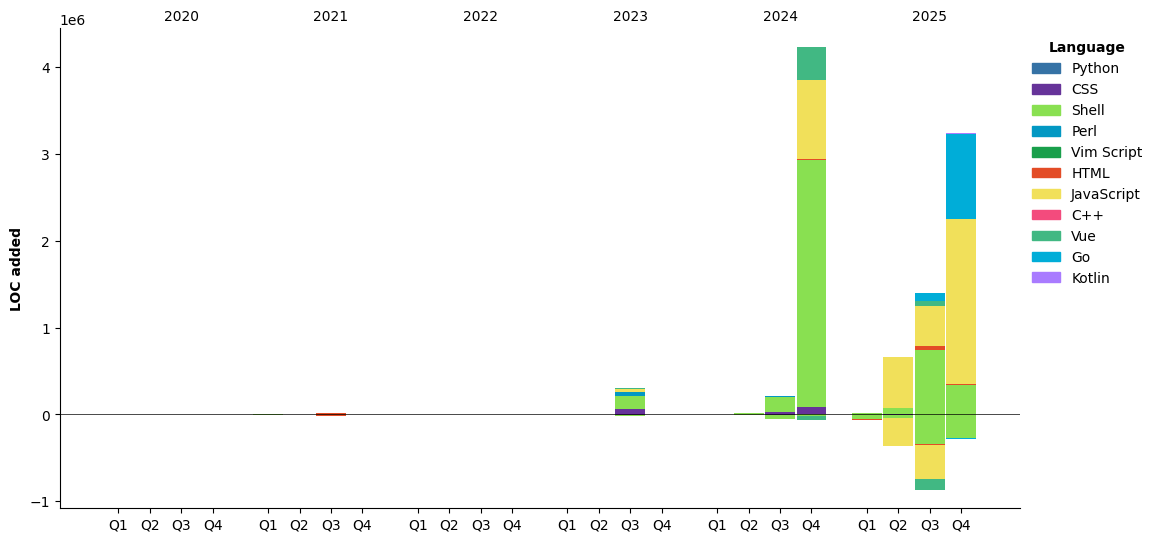 1e6
2020 2021 2022 2023 2024 2025
Language
Python
CSS
Shell
Perl
Vim Script
HTML
JavaScript
C++
Vue
Go
Kotlin
LOC added
4
3
2
1
0
−1
Q1 Q2 Q3 Q4 Q1 Q2 Q3 Q4 Q1 Q2 Q3 Q4 Q1 Q2 Q3 Q4 Q1 Q2 Q3 Q4 Q1 Q2 Q3 Q4